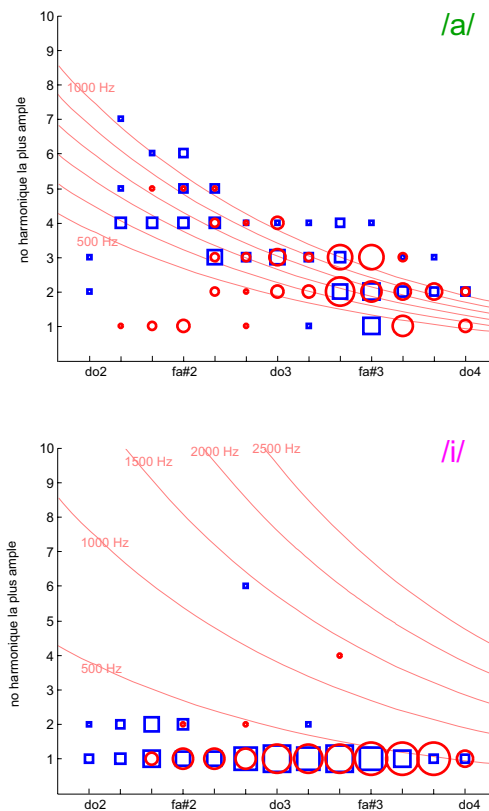 /a/
no harmonique la plus ample
10
9
8
7
6
5
4
3
2
1
1000 Hz
500 Hz
do2
fa#2
do3
fa#3
do4
/i/
no harmonique la plus ample
10
9
8
7
6
5
4
3
2
1
2500 Hz
2000 Hz
1500 Hz
1000 Hz
500 Hz
do2
fa#2
do3
fa#3
do4